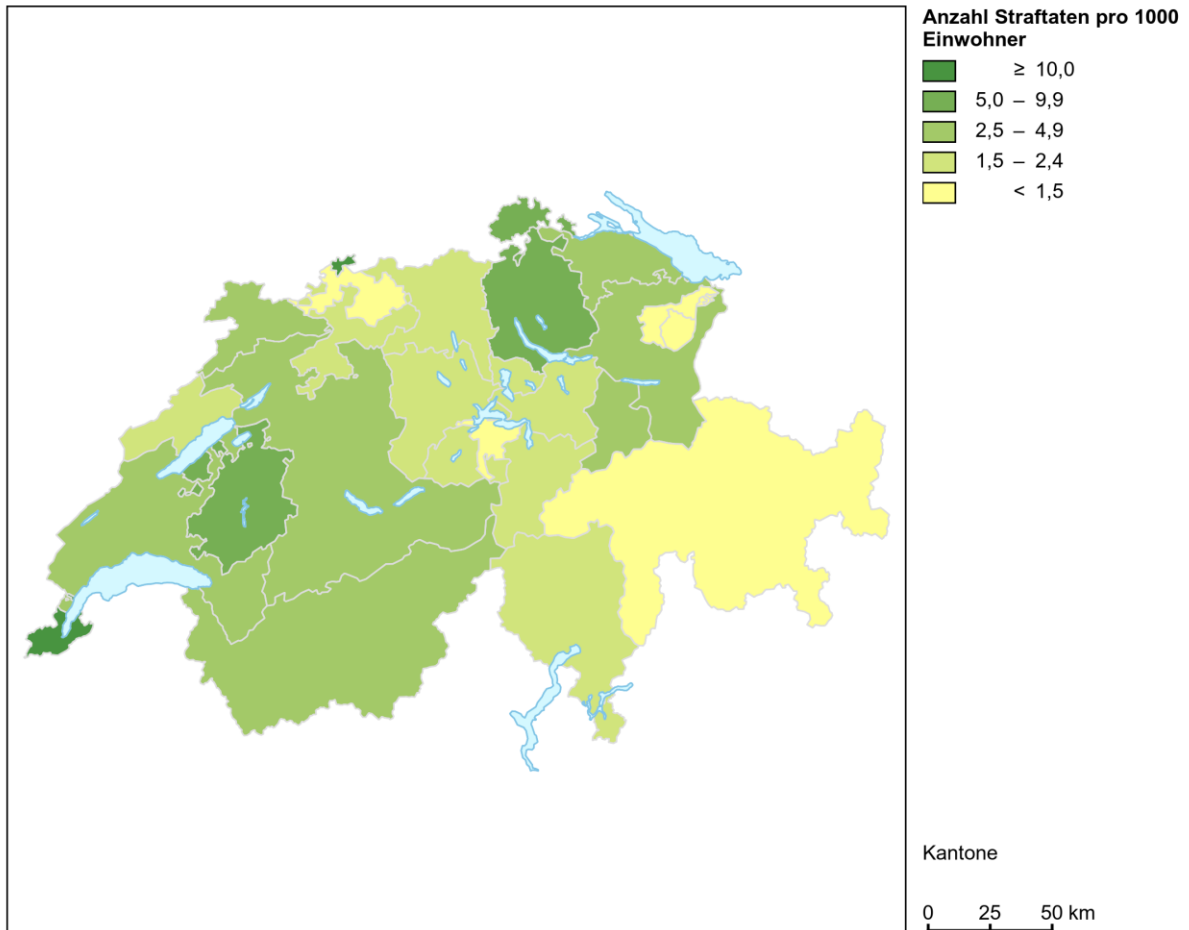 Anzahl Straftaten pro 1000
Einwohner
≥ 10,0
5,0 – 9,9
2,5 – 4,9
1,5 – 2,4
< 1,5
Kantone
0 25 50 km